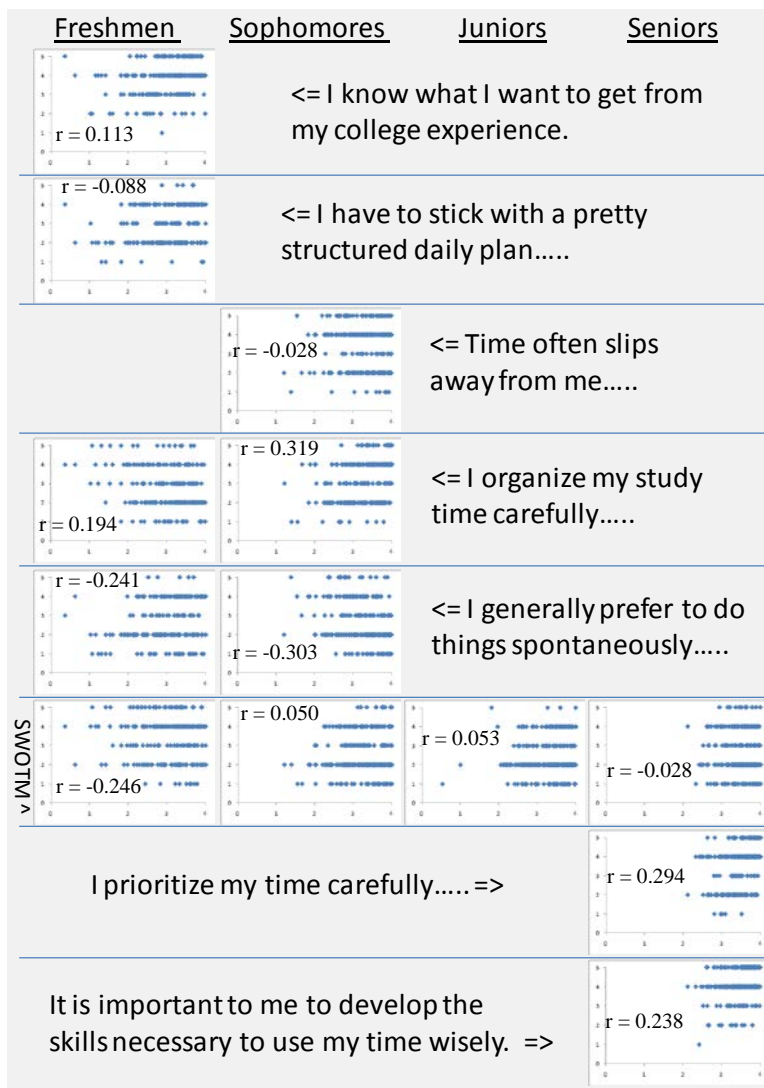 Freshmen Sophomores Juniors Seniors
r = 0.113
<= I know what I want to get from
my college experience.
r = -0.088
<= I have to stick with a pretty
structured daily plan.....
r = -0.028
<= Time often slips
away from me.....
r = 0.194
r = 0.319
<= I organize my study
time carefully.....
r = -0.241
r = -0.303
<= I generally prefer to do
things spontaneously.....
SWOTM ^
r = -0.246
r = 0.050
r = 0.053
r = -0.028
I prioritize my time carefully..... =>
r = 0.294
It is important to me to develop the
skills necessary to use my time wisely. =>
r = 0.238